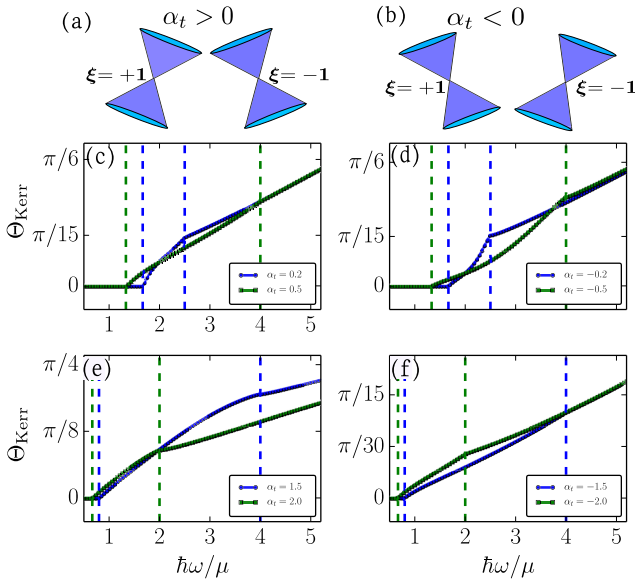 (a) α_t > 0
ξ = +1 ξ = −1
(b) α_t < 0
ξ = +1 ξ = −1
(c)
Θ_Kerr
π/6
π/15
0
1 2 3 4 5
α_t = 0.2
α_t = 0.5
(d)
π/6
π/15
0
1 2 3 4 5
α_t = −0.2
α_t = −0.5
(e)
Θ_Kerr
π/4
π/8
0
1 2 3 4 5
ħω/μ
α_t = 1.5
α_t = 2.0
(f)
π/15
π/30
0
1 2 3 4 5
ħω/μ
α_t = −1.5
α_t = −2.0